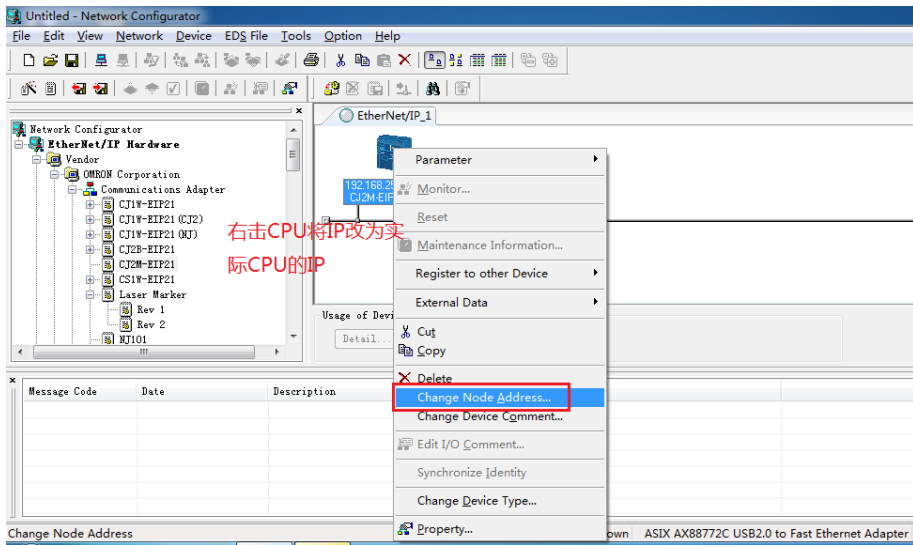 Untitled - Network Configurator
File Edit View Network Device EDS File Tools Option Help
EtherNet/IP_1
Network Configurator
EtherNet/IP Hardware
Vendor
OMRON Corporation
Communications Adapter
CJ1W-EIP21
CJ1W-EIP21(CJ2)
CJ1W-EIP21(NJ)
CJ2B-EIP21
CJ2M-EIP21
CS1W-EIP21
Laser Marker
Rev 1
Rev 2
NJ101
192.168.25
CJ2M-EIP
右击CPU将IP改为实
际CPU的IP
Parameter
Monitor...
Reset
Maintenance Information...
Register to other Device
External Data
Cut
Copy
Delete
Change Node Address...
Change Device Comment...
Edit I/O Comment...
Synchronize Identity
Change Device Type...
Property...
Usage of Devi
Detail...
Message Code Date Description
Change Node Address
own ASIX AX88772C USB2.0 to Fast Ethernet Adapter